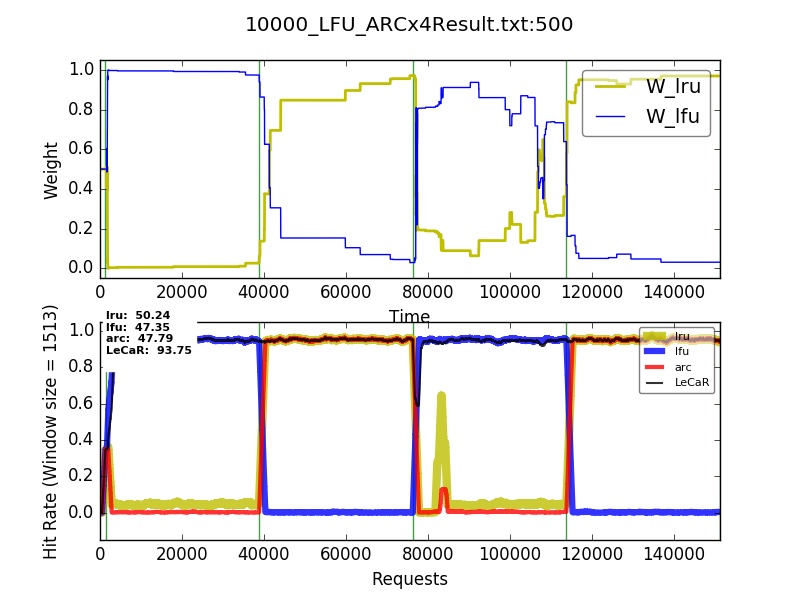 10000_LFU_ARCx4Result.txt:500
Weight
1.0
0.8
0.6
0.4
0.2
0.0
W_lru
W_lfu
0 20000 40000 60000 80000 100000 120000 140000
Time
Hit Rate (Window size = 1513)
lru: 50.24
lfu: 47.35
arc: 47.79
LeCaR: 93.75
1.0
0.8
0.6
0.4
0.2
0.0
lru
lfu
arc
LeCaR
0 20000 40000 60000 80000 100000 120000 140000
Requests